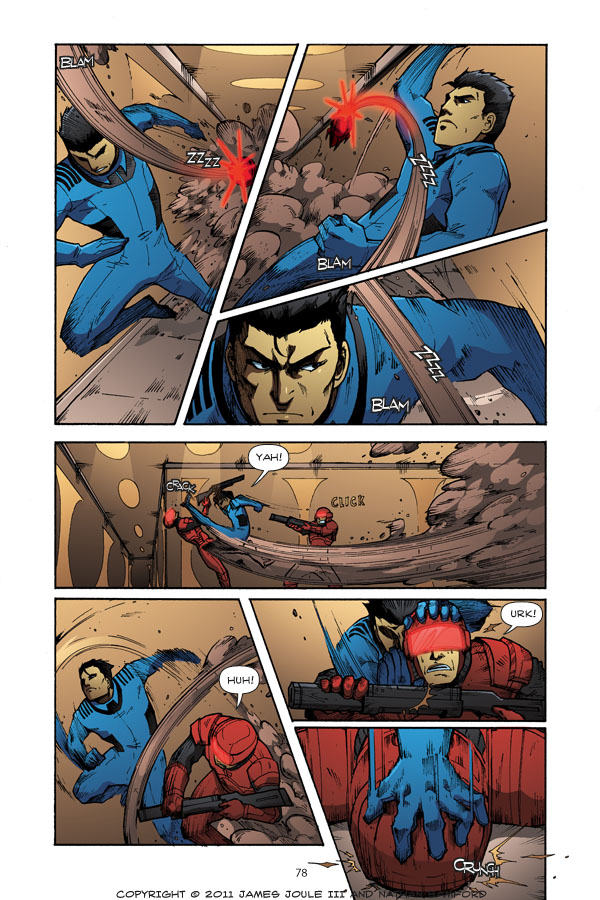 BLAM
ZZZZ
ZZZZ
BLAM
ZZZZ
BLAM
YAH!
CRACK
CLICK
HUH!
URK!
CRUNCH
78
COPYRIGHT © 2011 JAMES JOULE III AND